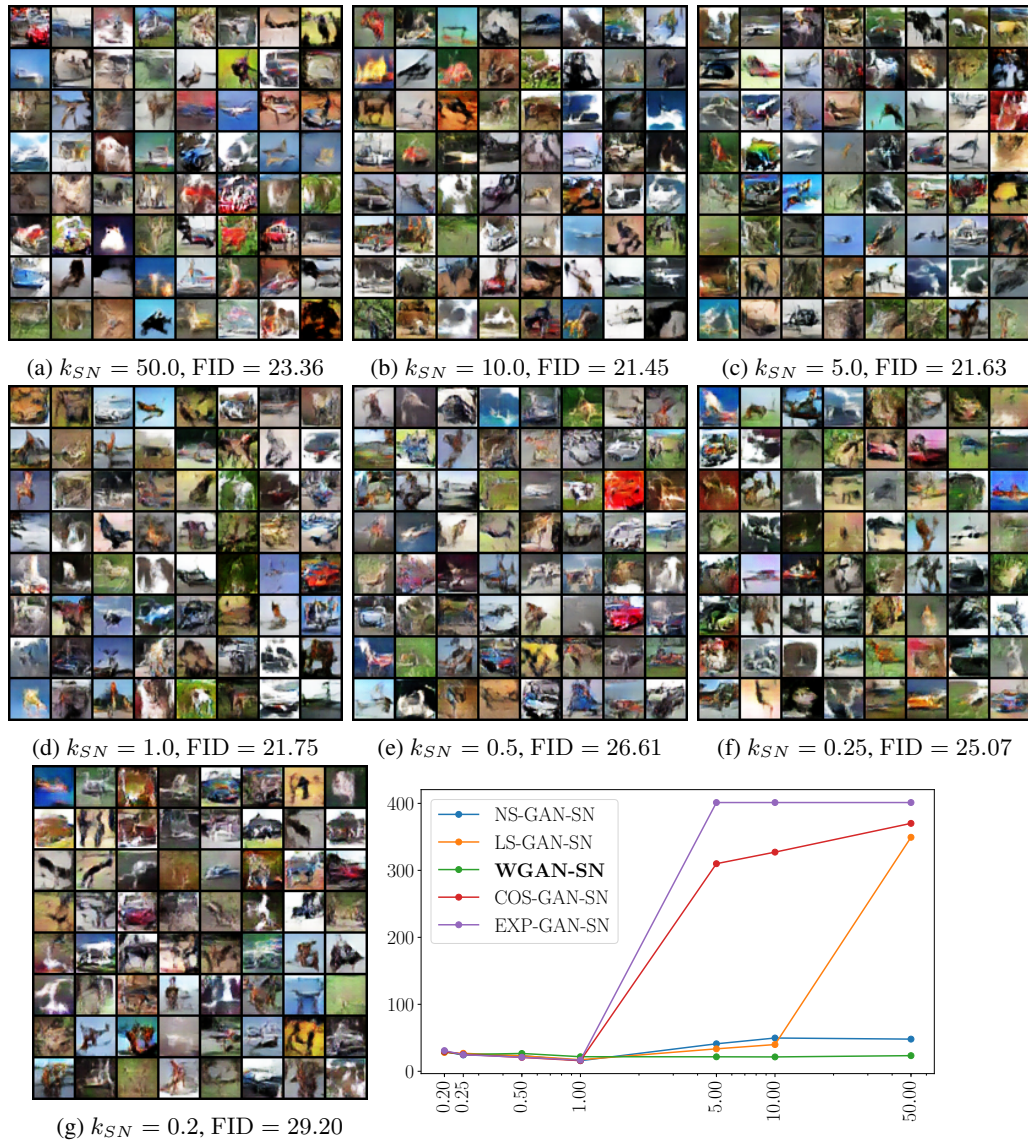 (a) k_{SN} = 50.0, FID = 23.36
(b) k_{SN} = 10.0, FID = 21.45
(c) k_{SN} = 5.0, FID = 21.63
(d) k_{SN} = 1.0, FID = 21.75
(e) k_{SN} = 0.5, FID = 26.61
(f) k_{SN} = 0.25, FID = 25.07
(g) k_{SN} = 0.2, FID = 29.20
NS-GAN-SN
LS-GAN-SN
WGAN-SN
COS-GAN-SN
EXP-GAN-SN
400
300
200
100
0
0.20
0.25
0.50
1.00
5.00
10.00
50.00